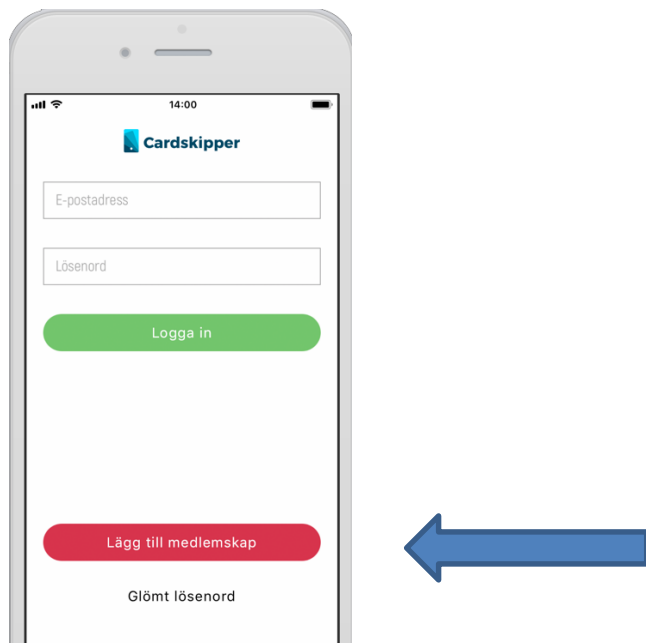 14:00
Cardskipper
E-postadress
Lösenord
Logga in
Lägg till medlemskap
Glömt lösenord